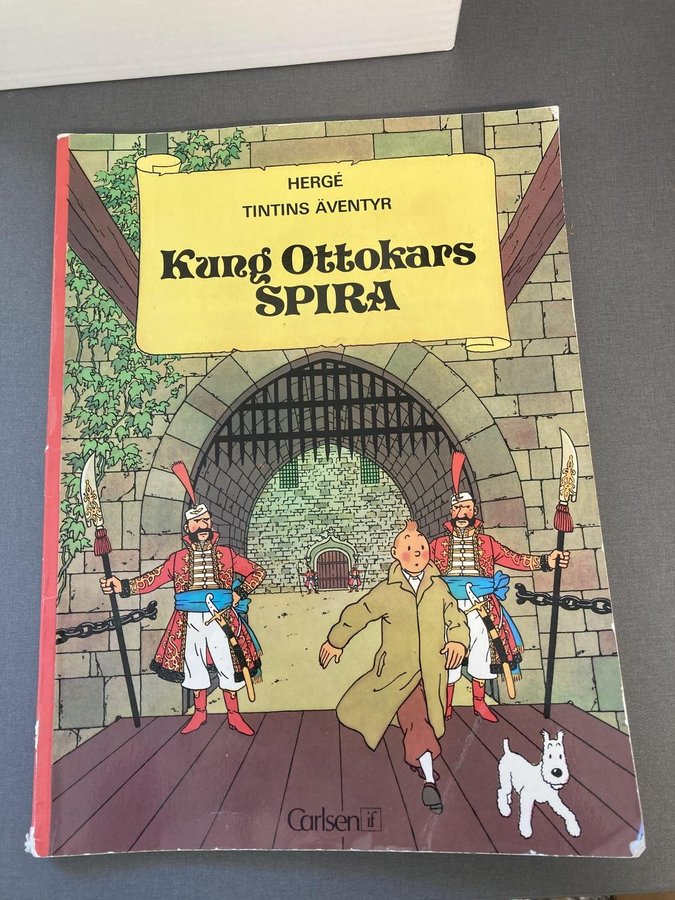 HERGÉ
TINTINS ÄVENTYR
Kung Ottokars
SPIRA
Carlsen if